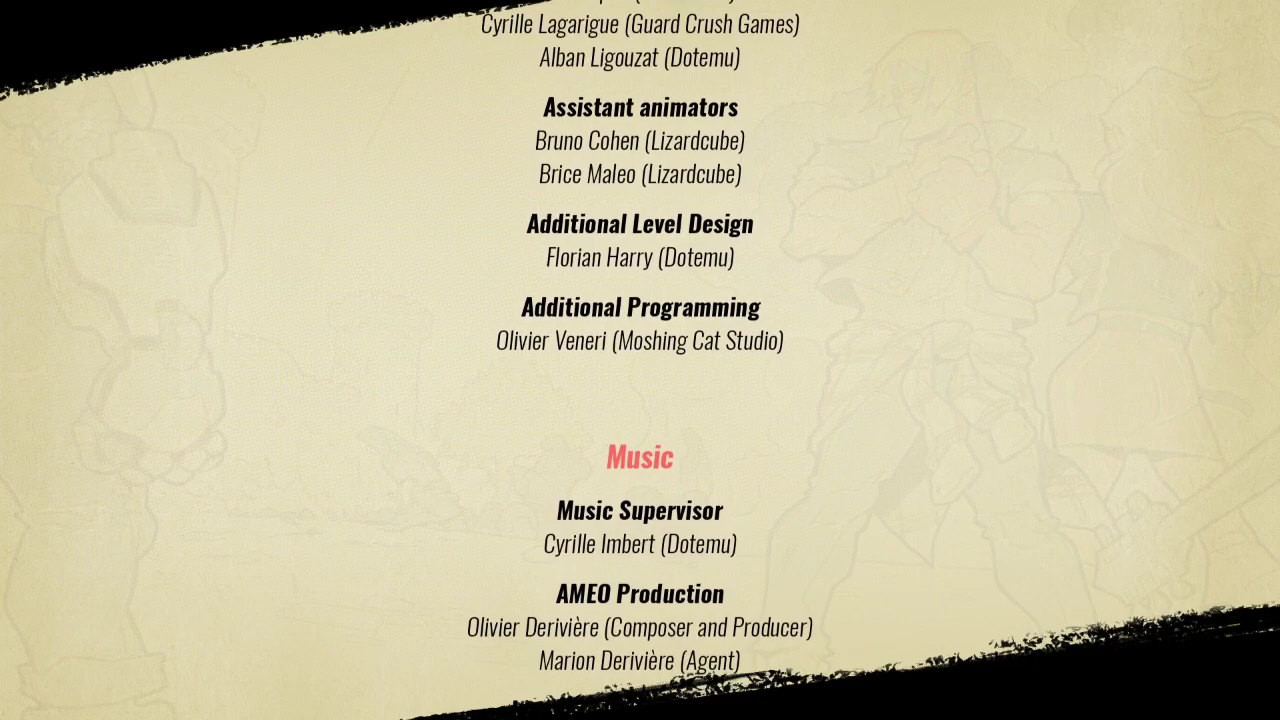 Cyrille Lagarigue (Guard Crush Games)
Alban Ligouzat (Dotemu)
Assistant animators
Bruno Cohen (Lizardcube)
Brice Maleo (Lizardcube)
Additional Level Design
Florian Harry (Dotemu)
Additional Programming
Olivier Veneri (Moshing Cat Studio)
Music
Music Supervisor
Cyrille Imbert (Dotemu)
AMEO Production
Olivier Derivière (Composer and Producer)
Marion Derivière (Agent)